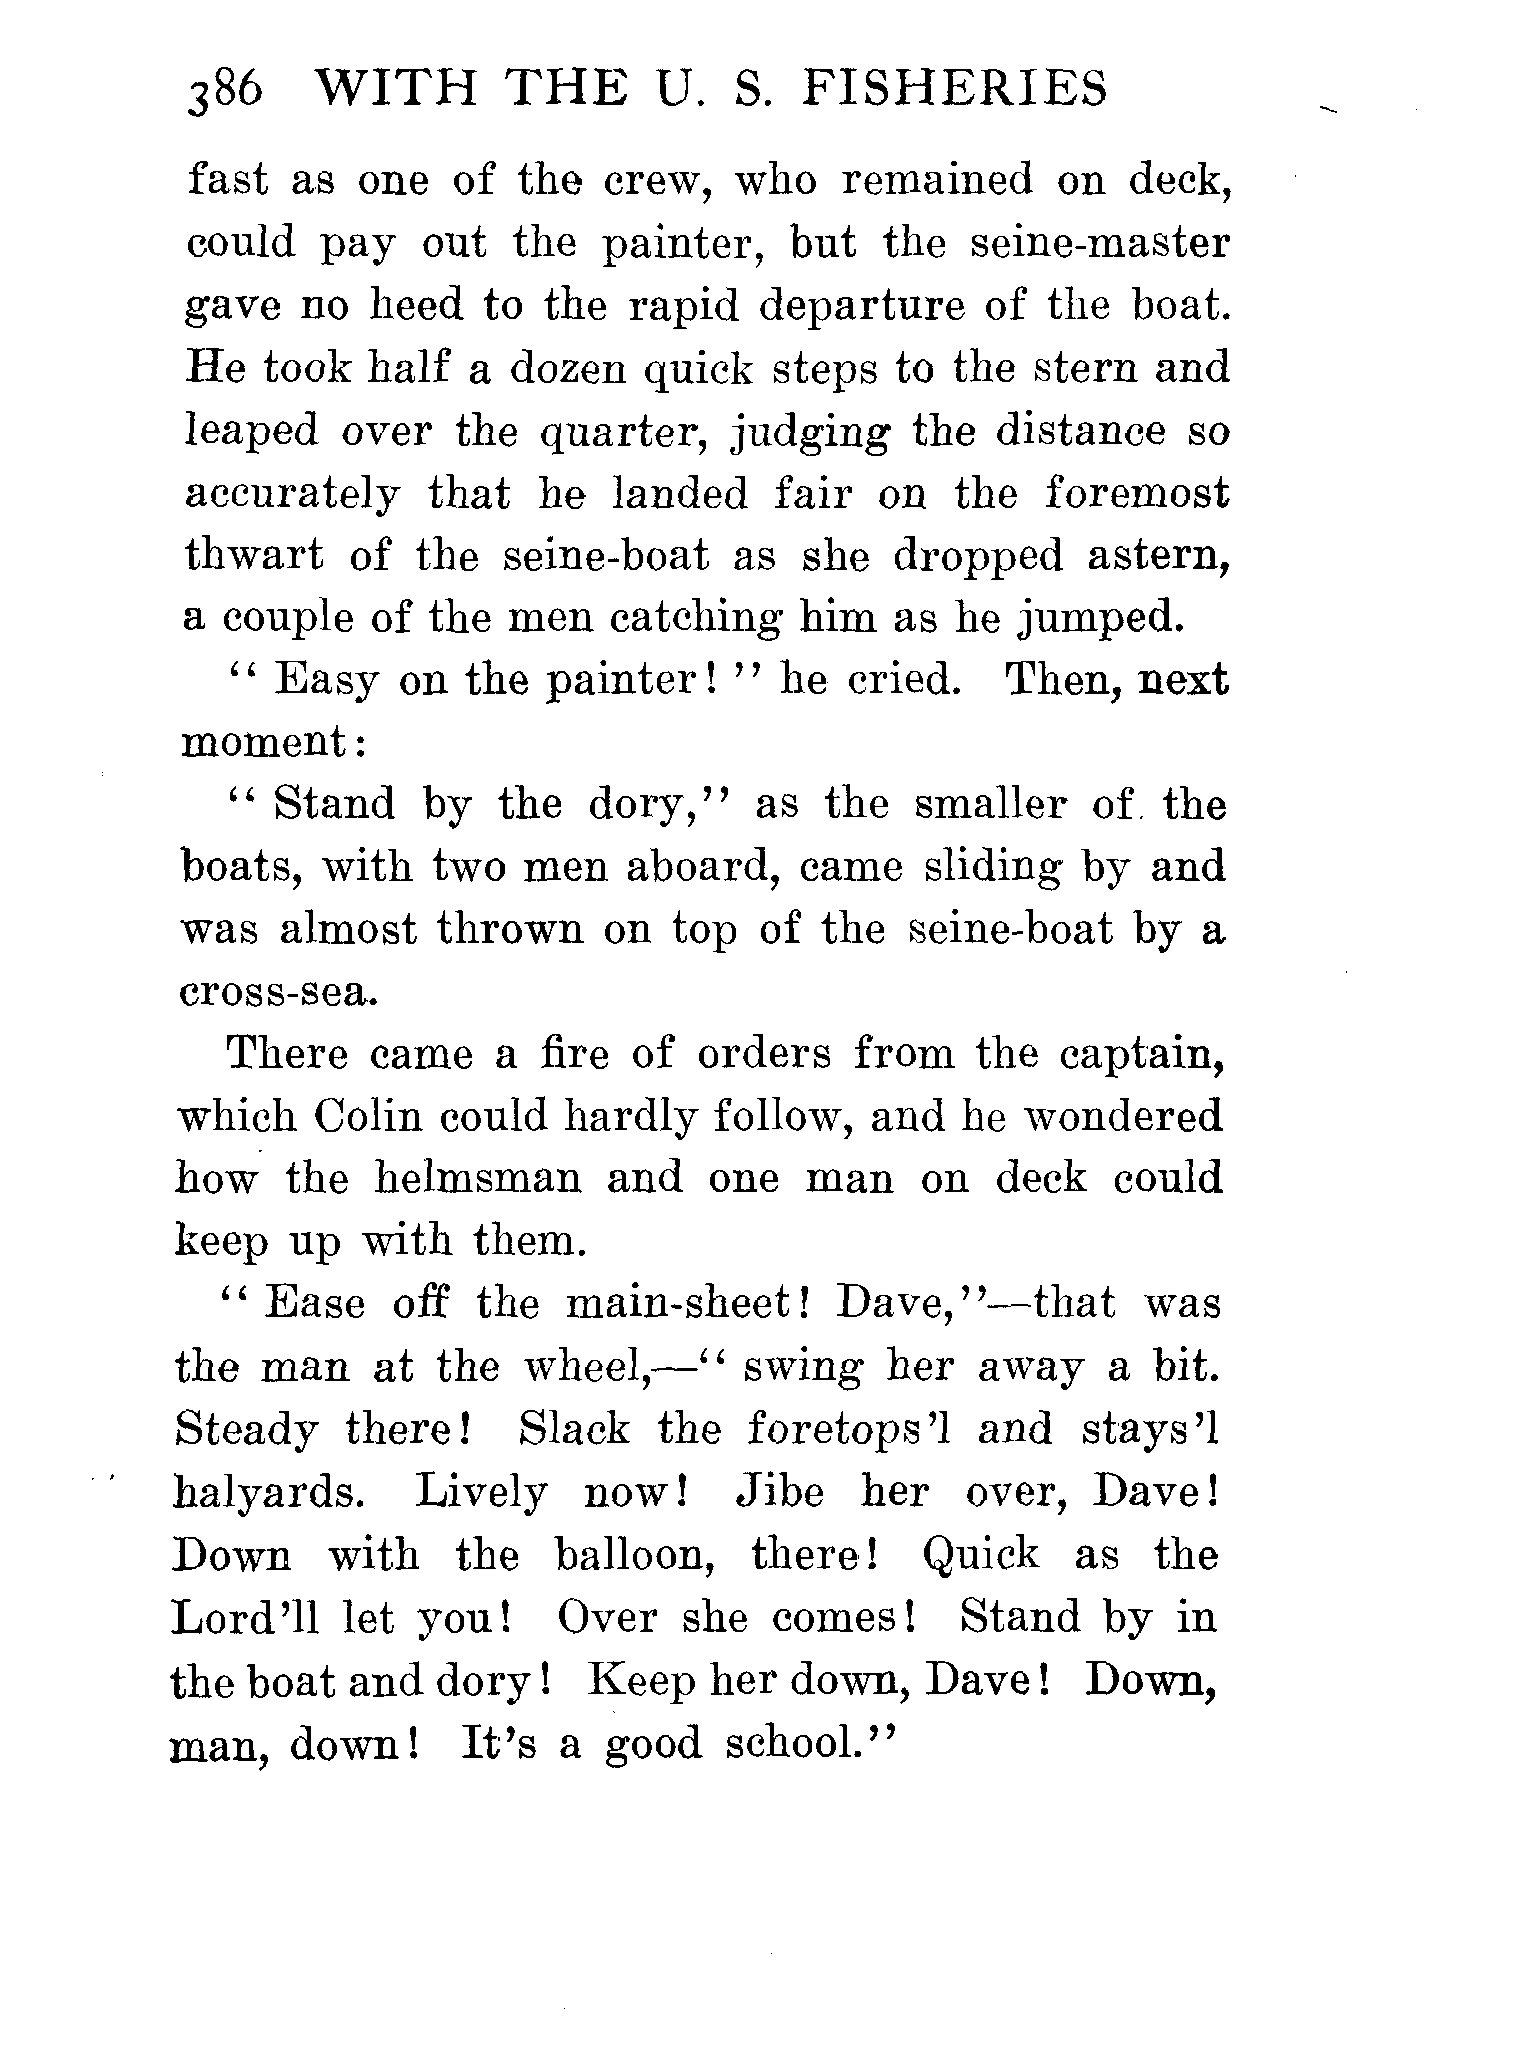 386 WITH THE U. S. FISHERIES
fast as one of the crew, who remained on deck,
could pay out the painter, but the seine-master
gave no heed to the rapid departure of the boat.
He took half a dozen quick steps to the stern and
leaped over the quarter, judging the distance so
accurately that he landed fair on the foremost
thwart of the seine-boat as she dropped astern,
a couple of the men catching him as he jumped.
“ Easy on the painter! ” he cried. Then, next
moment:
“ Stand by the dory,” as the smaller of the
boats, with two men aboard, came sliding by and
was almost thrown on top of the seine-boat by a
cross-sea.
There came a fire of orders from the captain,
which Colin could hardly follow, and he wondered
how the helmsman and one man on deck could
keep up with them.
“ Ease off the main-sheet! Dave,”—that was
the man at the wheel,—“ swing her away a bit.
Steady there! Slack the foretops’l and stays’l
halyards. Lively now! Jibe her over, Dave!
Down with the balloon, there! Quick as the
Lord’ll let you! Over she comes! Stand by in
the boat and dory! Keep her down, Dave! Down,
man, down! It’s a good school.”